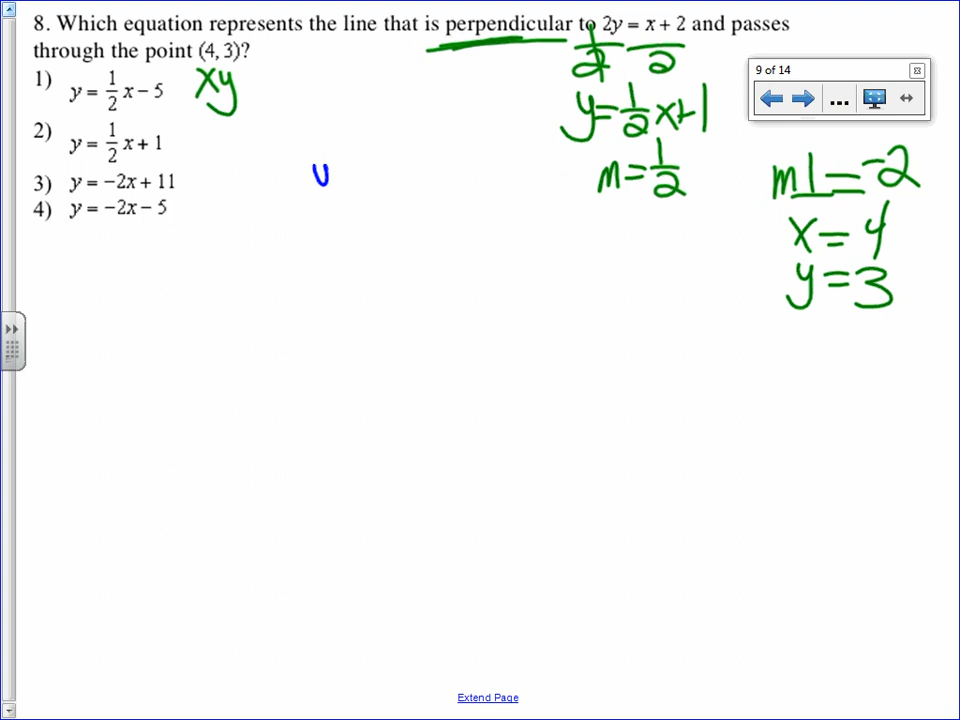 8. Which equation represents the line that is perpendicular to 2y = x + 2 and passes
through the point (4, 3)?
1) y = 1/2 x − 5
xy
2) y = 1/2 x + 1
3) y = −2x + 11
4) y = −2x − 5
2 2
y = 1/2 x + 1
m = 1/2
9 of 14
...
m⊥ = −2
x = 4
y = 3
Extend Page